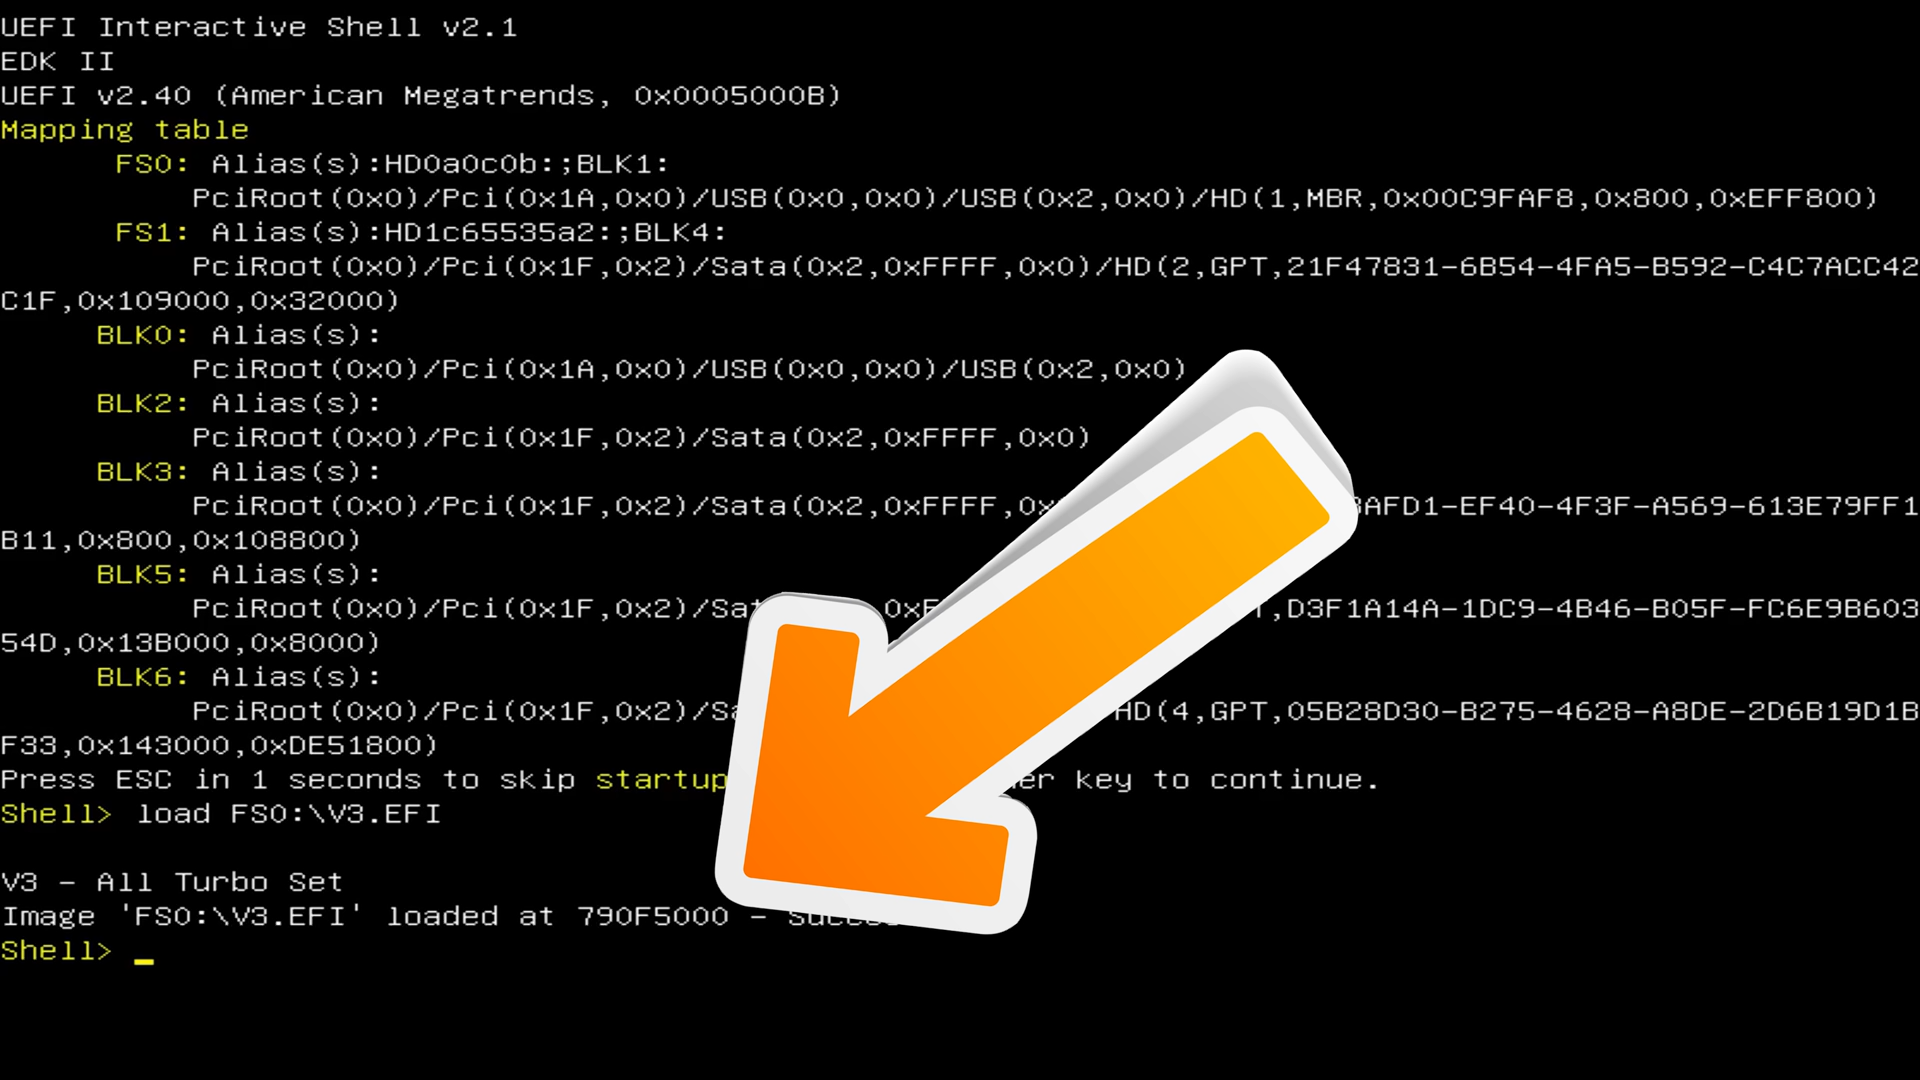 UEFI Interactive Shell v2.1
EDK II
UEFI v2.40 (American Megatrends, 0x0005000B)
Mapping table
FS0: Alias(s):HD0a0c0b:;BLK1:
PciRoot(0x0)/Pci(0x1A,0x0)/USB(0x0,0x0)/USB(0x2,0x0)/HD(1,MBR,0x00C9FAF8,0x800,0xEFF800)
FS1: Alias(s):HD1c65535a2:;BLK4:
PciRoot(0x0)/Pci(0x1F,0x2)/Sata(0x2,0xFFFF,0x0)/HD(2,GPT,21F47831-6B54-4FA5-B592-C4C7ACC42
C1F,0x109000,0x32000)
BLK0: Alias(s):
PciRoot(0x0)/Pci(0x1A,0x0)/USB(0x0,0x0)/USB(0x2,0x0)
BLK2: Alias(s):
PciRoot(0x0)/Pci(0x1F,0x2)/Sata(0x2,0xFFFF,0x0)
BLK3: Alias(s):
PciRoot(0x0)/Pci(0x1F,0x2)/Sata(0x2,0xFFFF, AFD1-EF40-4F3F-A569-613E79FF1
B11,0x800,0x108800)
BLK5: Alias(s):
PciRoot(0x0)/Pci(0x1F,0x2)/ ,D3F1A14A-1DC9-4B46-B05F-FC6E9B603
54D,0x13B000,0x8000)
BLK6: Alias(s):
PciRoot(0x0)/Pci(0x1F,0x2)/ HD(4,GPT,05B28D30-B275-4628-A8DE-2D6B19D1B
F33,0x143000,0xDE51800)
Press ESC in 1 seconds to skip startup key to continue.
Shell> load FS0:\V3.EFI
V3 - All Turbo Set
Image 'FS0:\V3.EFI' loaded at 790F5000 -
Shell> _